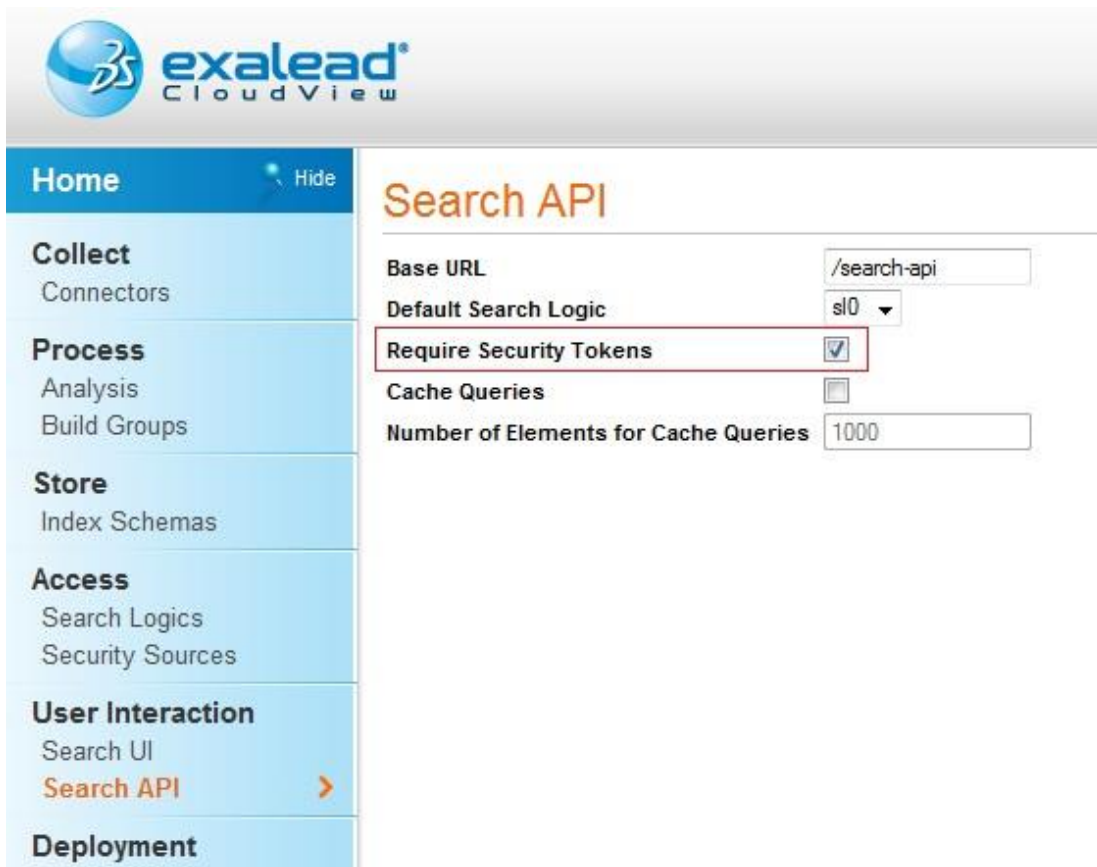 3S exalead®
CloudView
Home Hide
Collect
Connectors
Process
Analysis
Build Groups
Store
Index Schemas
Access
Search Logics
Security Sources
User Interaction
Search UI
Search API
Deployment
Search API
Base URL /search-api
Default Search Logic sl0
Require Security Tokens
Cache Queries
Number of Elements for Cache Queries 1000